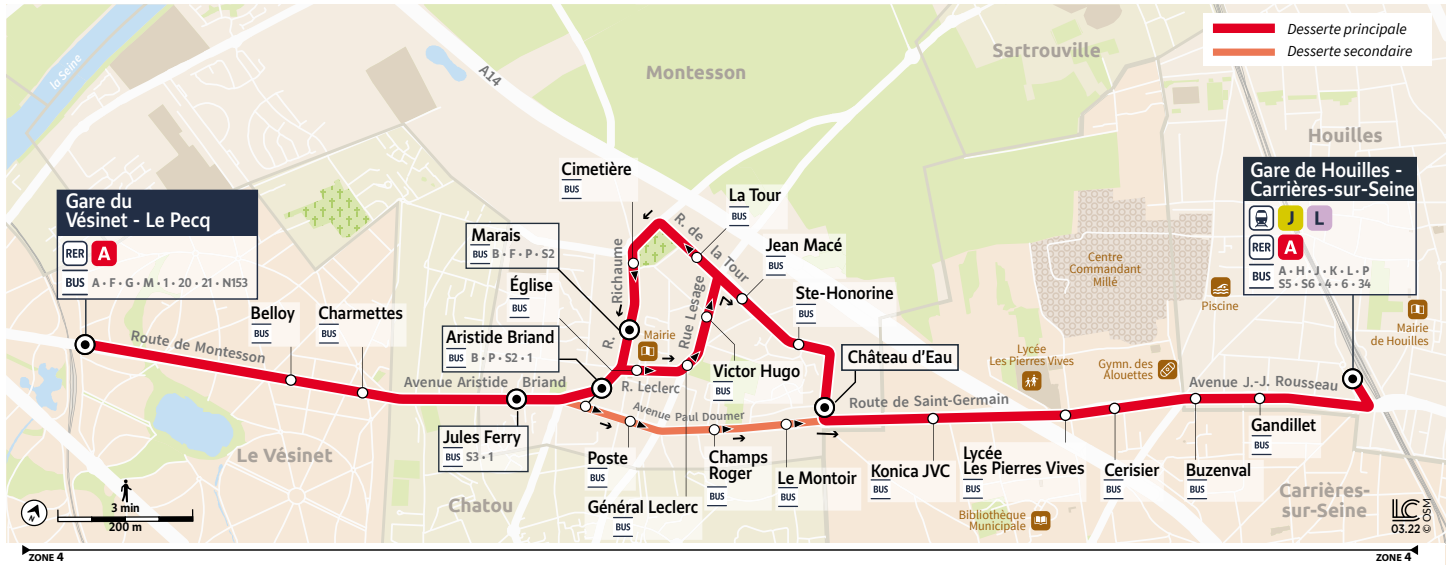 Desserte principale
Desserte secondaire
la Seine
A14
Montesson
Sartrouville
Houilles
Gare du
Vésinet - Le Pecq
RER A
BUS A • F • G • M • 1 • 20 • 21 • N153
Gare de Houilles -
Carrières-sur-Seine
J L
RER A
BUS A • H • J • K • L • P
S5 • S6 • 4 • 6 • 34
Cimetière
BUS
La Tour
BUS
Marais
BUS B • F • P • S2
Jean Macé
BUS
R. de la Tour
R. Richaume
Rue Lesage
Église
BUS
Ste-Honorine
BUS
Centre
Commandant
Millé
Piscine
Mairie
de Houilles
Belloy
BUS
Charmettes
BUS
Aristide Briand
BUS B • P • S2 • 1
Mairie
Route de Montesson
Château d'Eau
Lycée
Les Pierres Vives
Gymn. des
Alouettes
Victor Hugo
BUS
Avenue Aristide Briand
R. Leclerc
Avenue Paul Doumer
Route de Saint-Germain
Avenue J.-J. Rousseau
Jules Ferry
BUS S3 • 1
Gandillet
BUS
Le Vésinet
Poste
BUS
Champs
Roger
BUS
Le Montoir
BUS
Konica JVC
BUS
Lycée
Les Pierres Vives
BUS
Cerisier
BUS
Buzenval
BUS
Chatou
Général Leclerc
BUS
Bibliothèque
Municipale
Carrières-
sur-Seine
3 min
200 m
LC
03.22
© OSM
ZONE 4
ZONE 4